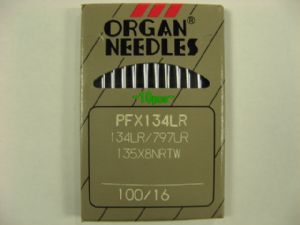 ORGAN®
NEEDLES
-10pcs-
PFX134LR
134LR/797LR
135X8NRTW
100/16